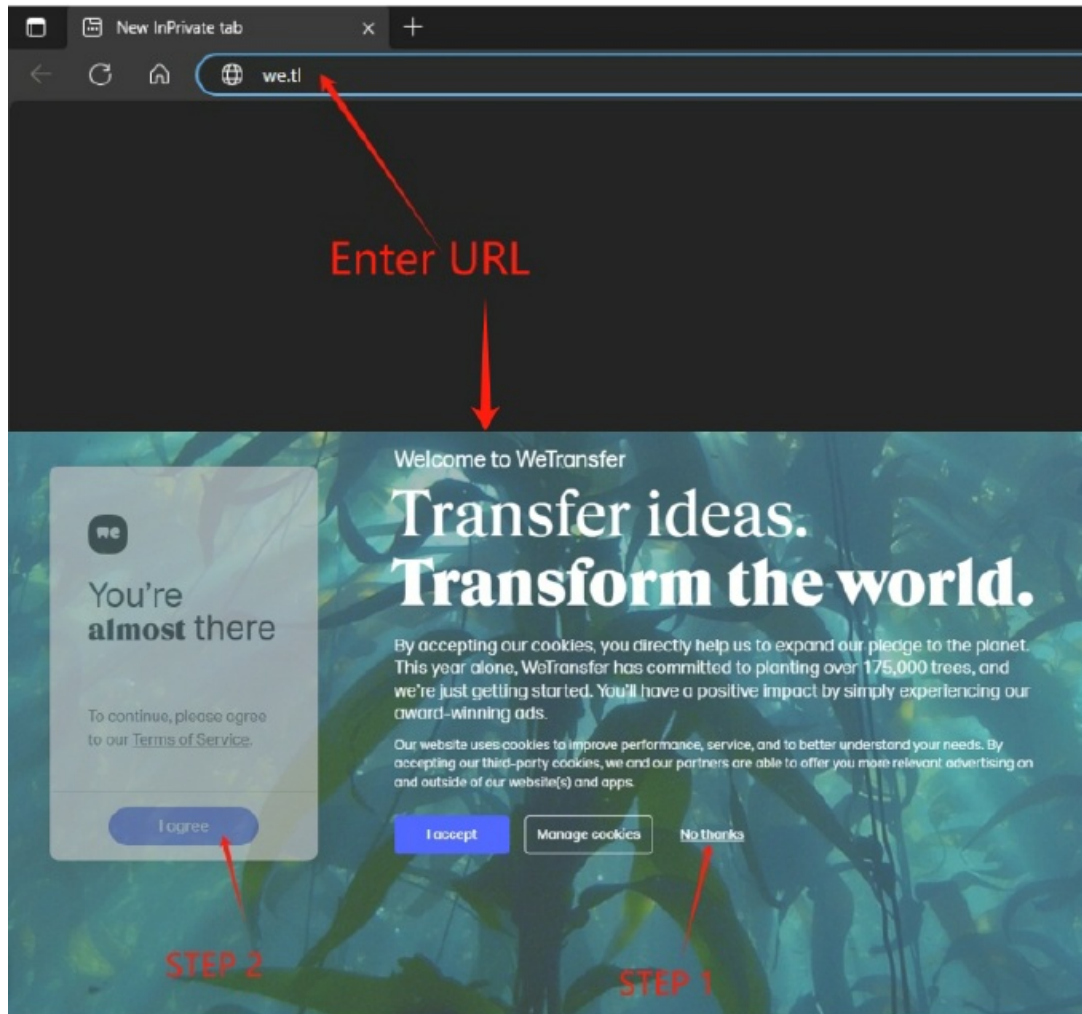 New InPrivate tab
we.tl
Enter URL
Welcome to WeTransfer
Transfer ideas.
Transform the world.
By accepting our cookies, you directly help us to expand our pledge to the planet.
This year alone, WeTransfer has committed to planting over 175,000 trees, and
we're just getting started. You'll have a positive impact by simply experiencing our
award-winning ads.
Our website uses cookies to improve performance, service, and to better understand your needs. By
accepting our third-party cookies, we and our partners are able to offer you more relevant advertising on
and outside of our website(s) and apps.
I accept
Manage cookies
No thanks
STEP 1
we
You're
almost there
To continue, please agree
to our Terms of Service.
I agree
STEP 2